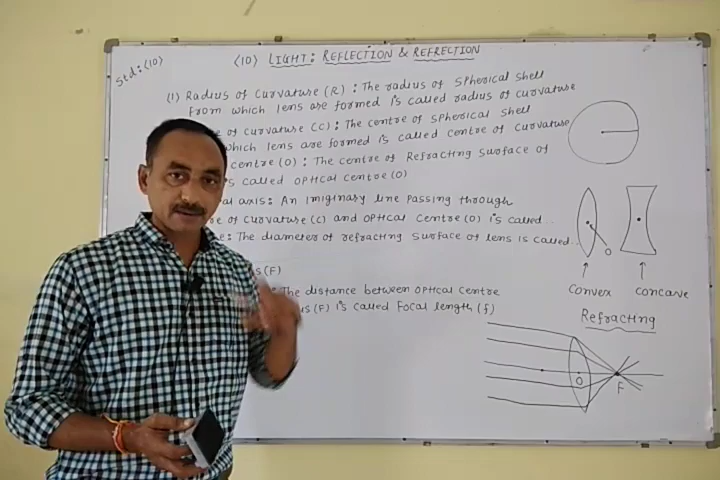 Std:(10)
(10) LIGHT: REFLECTION & REFRECTION
(1) Radius of curvature (R) : The radius of spherical shell
from which lens are formed is called radius of curvature
e of curvature (C) : The centre of spherical shell
which lens are formed is called centre of curvature
centre (O) : The centre of Refracting surface of
is called optical centre (O)
al axis: An imiginary line passing through
re of curvature (C) and optical centre (O) is called..
e: The diameter of refracting surface of lens is called..
us (F)
: The distance between optical centre
us (F) is called Focal length (f)
O
convex
concave
Refracting
O
F